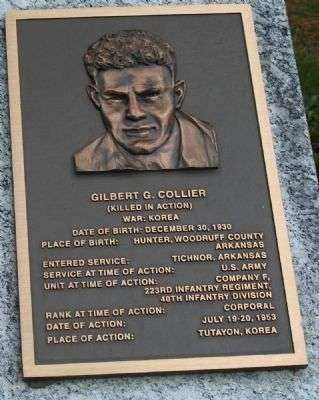 GILBERT G. COLLIER
(KILLED IN ACTION)
WAR: KOREA
DATE OF BIRTH: DECEMBER 30, 1930
PLACE OF BIRTH: HUNTER, WOODRUFF COUNTY
ARKANSAS
ENTERED SERVICE: TICHNOR, ARKANSAS
SERVICE AT TIME OF ACTION: U.S. ARMY
UNIT AT TIME OF ACTION: COMPANY F,
223RD INFANTRY REGIMENT,
40TH INFANTRY DIVISION
RANK AT TIME OF ACTION: CORPORAL
DATE OF ACTION: JULY 19-20, 1953
PLACE OF ACTION: TUTAYON, KOREA